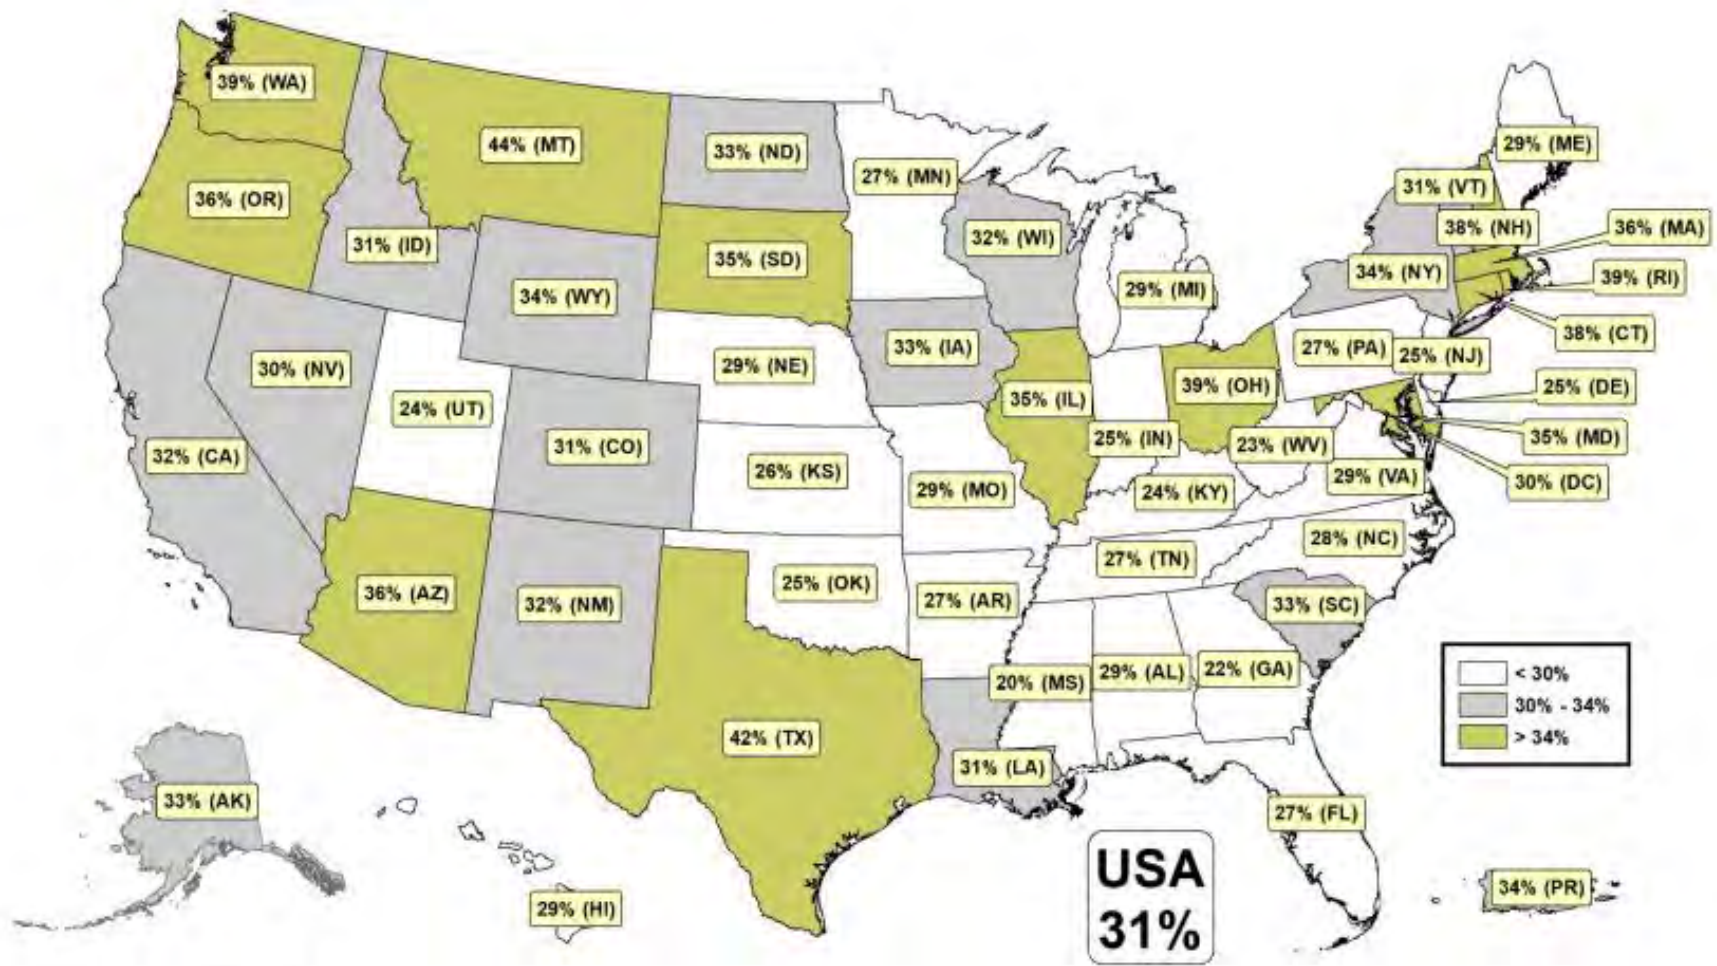 39% (WA)
44% (MT)
33% (ND)
27% (MN)
29% (ME)
31% (VT)
36% (OR)
38% (NH)
36% (MA)
31% (ID)
35% (SD)
32% (WI)
34% (NY)
39% (RI)
34% (WY)
29% (MI)
38% (CT)
30% (NV)
29% (NE)
33% (IA)
27% (PA)
25% (NJ)
24% (UT)
35% (IL)
39% (OH)
25% (DE)
32% (CA)
31% (CO)
26% (KS)
25% (IN)
23% (WV)
35% (MD)
29% (MO)
24% (KY)
29% (VA)
30% (DC)
36% (AZ)
32% (NM)
25% (OK)
27% (AR)
27% (TN)
28% (NC)
33% (SC)
20% (MS)
29% (AL)
22% (GA)
42% (TX)
31% (LA)
27% (FL)
33% (AK)
29% (HI)
34% (PR)
< 30%
30% - 34%
> 34%
USA
31%